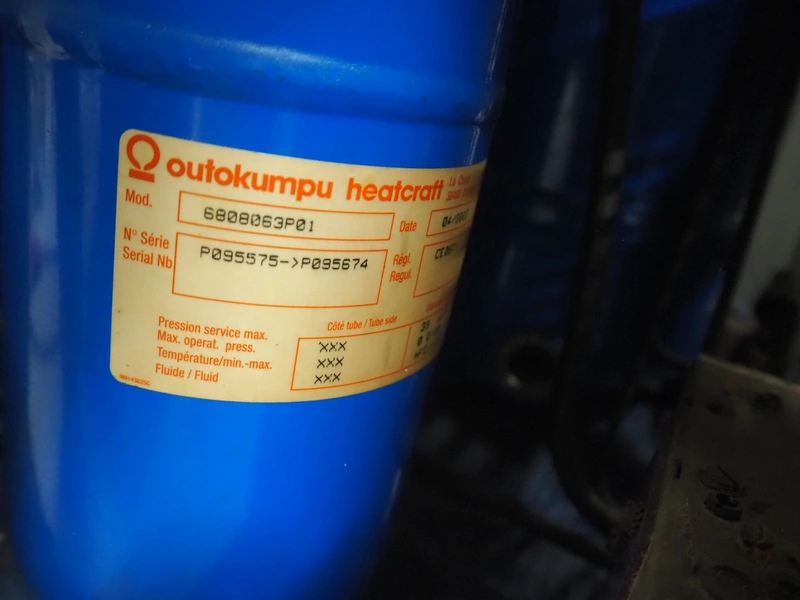 outokumpu heatcraft
Mod. 6808063P01 Date
N° Série
Serial Nb P095575->P095674 Régl.
Regul.
Côté tube / Tube side
Pression service max.
Max. operat. press. XXX
Température/min.-max. XXX
Fluide / Fluid XXX